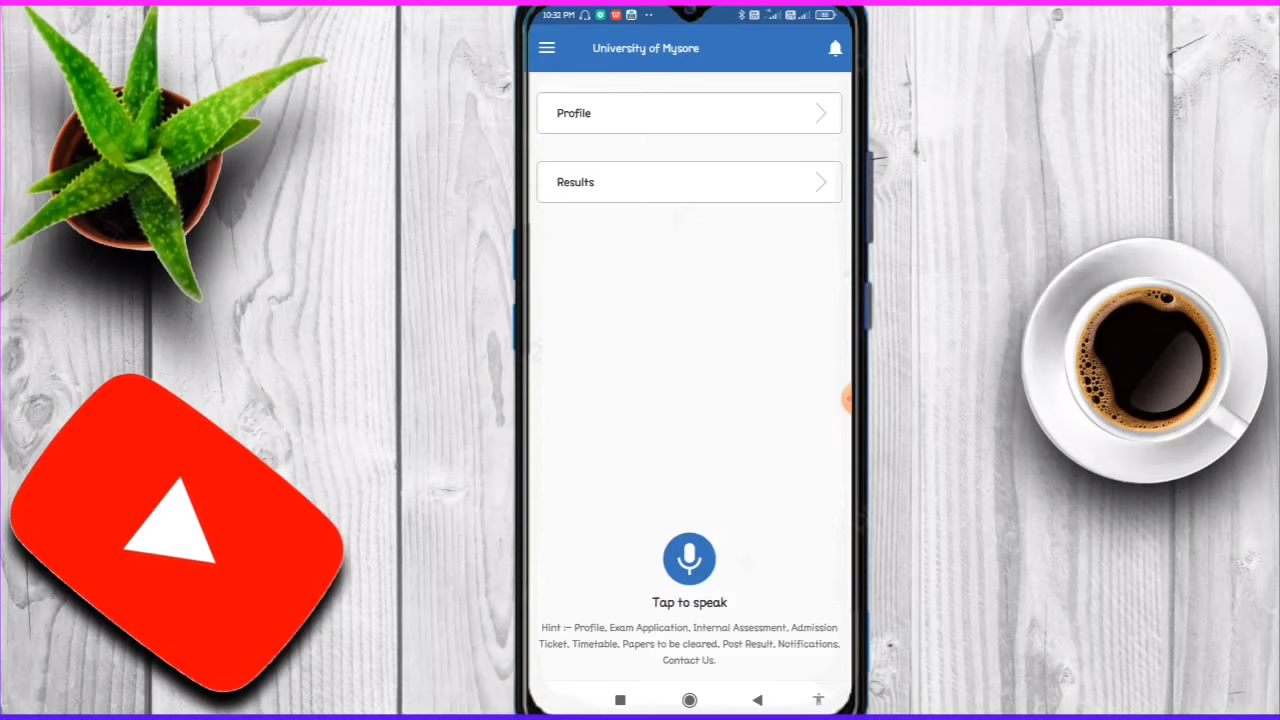 10:32 PM
University of Mysore
Profile
Results
Tap to speak
Hint :- Profile, Exam Application, Internal Assessment, Admission
Ticket, Timetable, Papers to be cleared, Post Result, Notifications,
Contact Us.